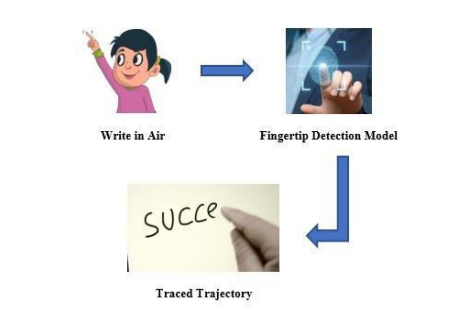 Write in Air
Fingertip Detection Model
succe
Traced Trajectory